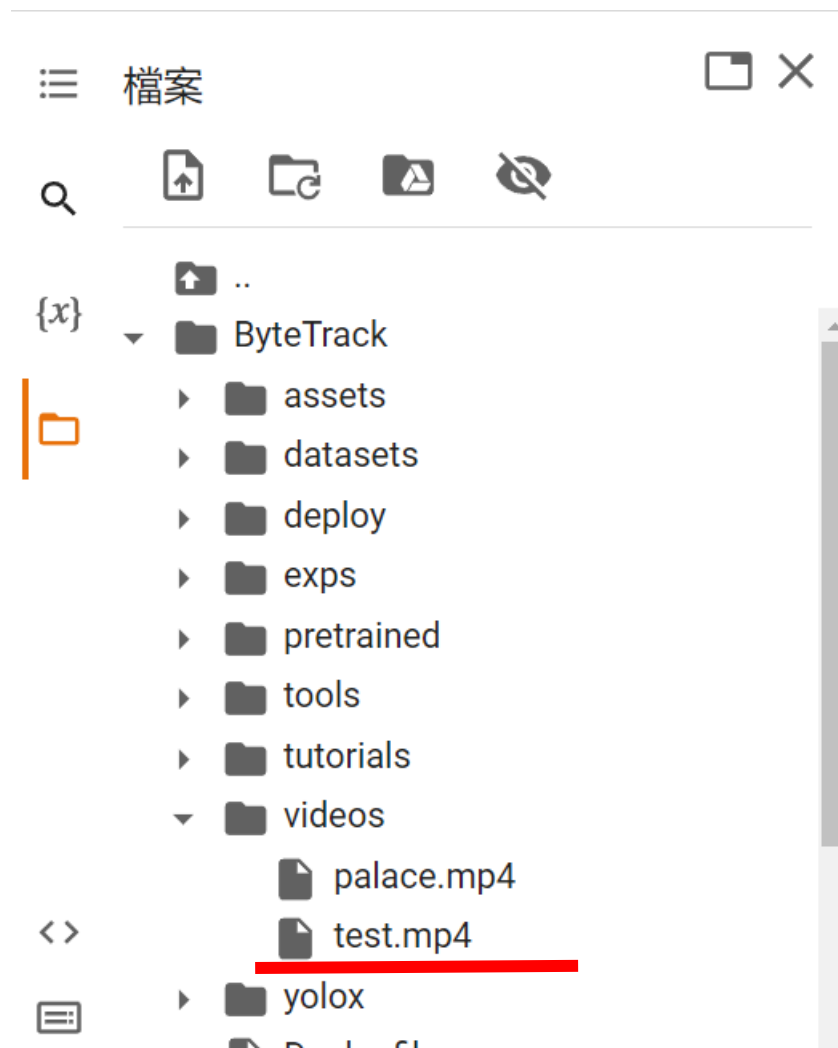 檔案
{x}
..
ByteTrack
assets
datasets
deploy
exps
pretrained
tools
tutorials
videos
palace.mp4
test.mp4
yolox